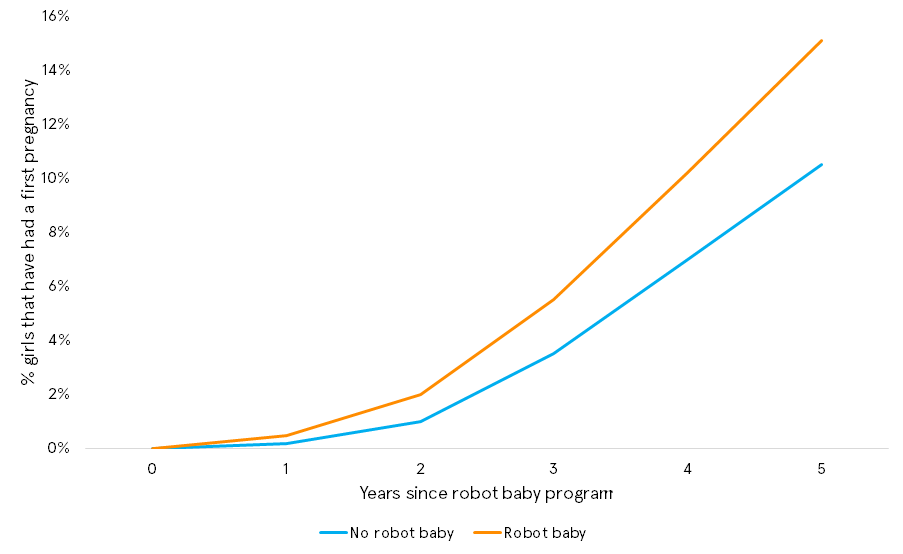 16%
14%
12%
10%
8%
6%
4%
2%
0%
% girls that have had a first pregnancy
0 1 2 3 4 5
Years since robot baby program
No robot baby Robot baby